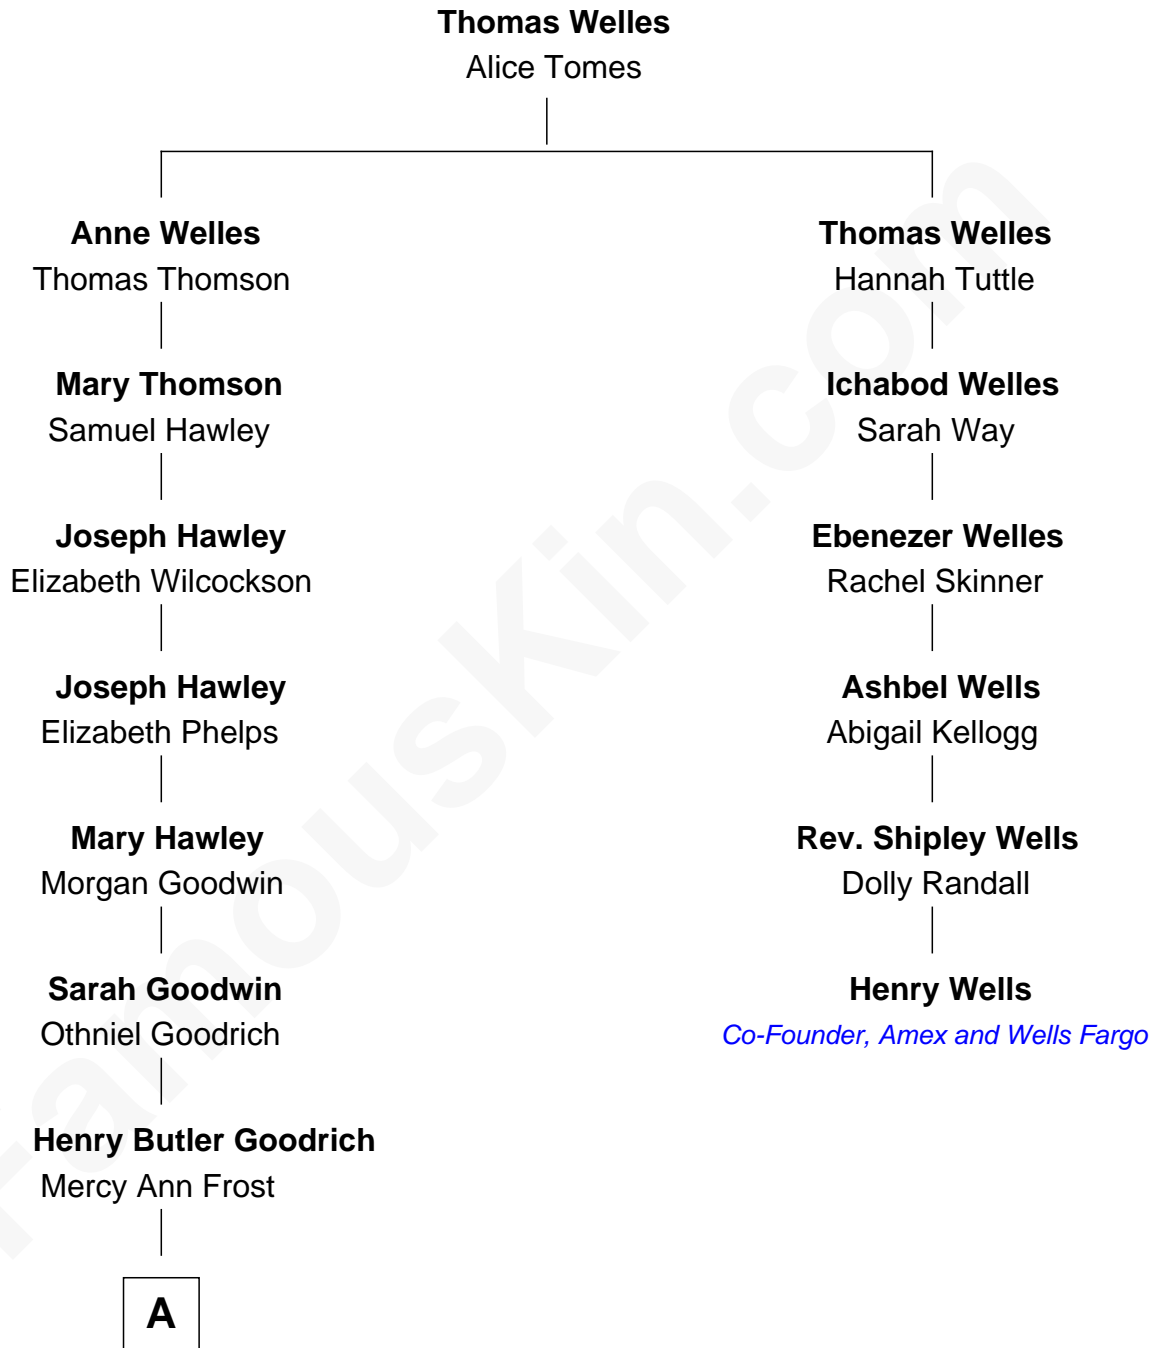 Thomas Welles
Alice Tomes
Anne Welles
Thomas Thomson
Mary Thomson
Samuel Hawley
Joseph Hawley
Elizabeth Wilcockson
Joseph Hawley
Elizabeth Phelps
Mary Hawley
Morgan Goodwin
Sarah Goodwin
Othniel Goodrich
Henry Butler Goodrich
Mercy Ann Frost
A
Thomas Welles
Hannah Tuttle
Ichabod Welles
Sarah Way
Ebenezer Welles
Rachel Skinner
Ashbel Wells
Abigail Kellogg
Rev. Shipley Wells
Dolly Randall
Henry Wells
Co-Founder, Amex and Wells Fargo
FamousKin.com